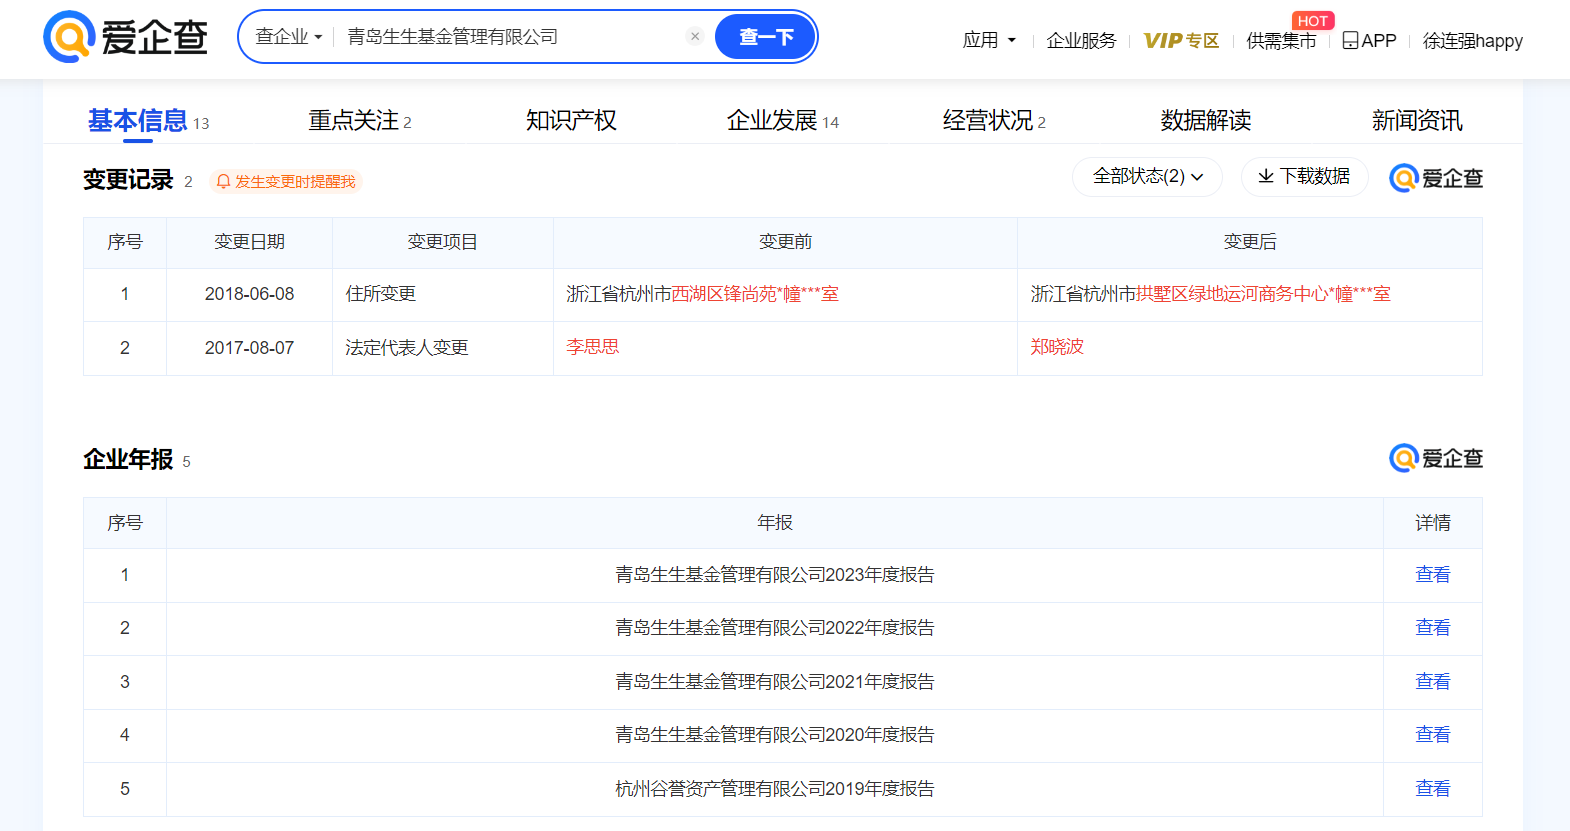 爱企查
查企业 青岛生生基金管理有限公司 × 查一下
应用 企业服务 VIP专区 供需集市 HOT APP 徐连强happy
基本信息 13 重点关注 2 知识产权 企业发展 14 经营状况 2 数据解读 新闻资讯
变更记录 2 发生变更时提醒我 全部状态(2) 下载数据 爱企查
序号 变更日期 变更项目 变更前 变更后
1 2018-06-08 住所变更 浙江省杭州市西湖区锋尚苑*幢***室 浙江省杭州市拱墅区绿地运河商务中心*幢***室
2 2017-08-07 法定代表人变更 李思思 郑晓波
企业年报 5 爱企查
序号 年报 详情
1 青岛生生基金管理有限公司2023年度报告 查看
2 青岛生生基金管理有限公司2022年度报告 查看
3 青岛生生基金管理有限公司2021年度报告 查看
4 青岛生生基金管理有限公司2020年度报告 查看
5 杭州谷誉资产管理有限公司2019年度报告 查看